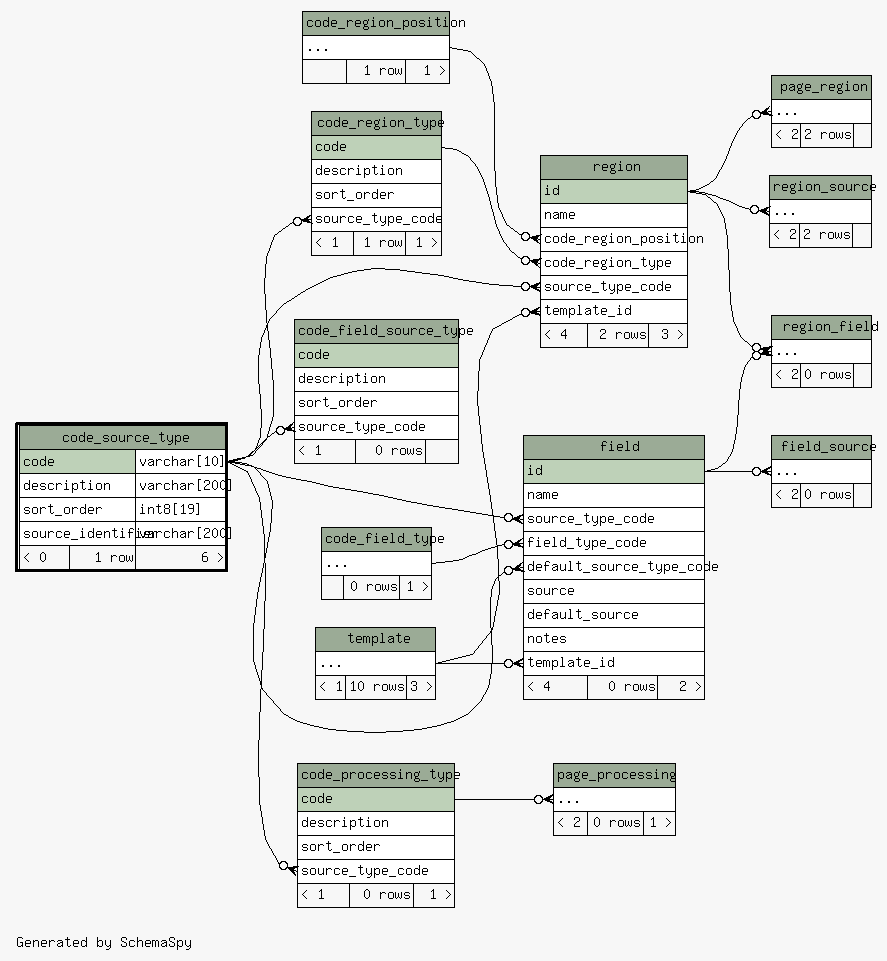 code_region_position
...
1 row 1 >
code_region_type
code
description
sort_order
source_type_code
< 1 1 row 1 >
code_field_source_type
code
description
sort_order
source_type_code
< 1 0 rows
code_source_type
code varchar[10]
description varchar[200]
sort_order int8[19]
source_identifier varchar[200]
< 0 1 row 6 >
code_field_type
...
0 rows 1 >
template
...
< 1 10 rows 3 >
code_processing_type
code
description
sort_order
source_type_code
< 1 0 rows 1 >
region
id
name
code_region_position
code_region_type
source_type_code
template_id
< 4 2 rows 3 >
field
id
name
source_type_code
field_type_code
default_source_type_code
source
default_source
notes
template_id
< 4 0 rows 2 >
page_processing
...
< 2 0 rows 1 >
page_region
...
< 2 2 rows
region_source
...
< 2 2 rows
region_field
...
< 2 0 rows
field_source
...
< 2 0 rows
Generated by SchemaSpy